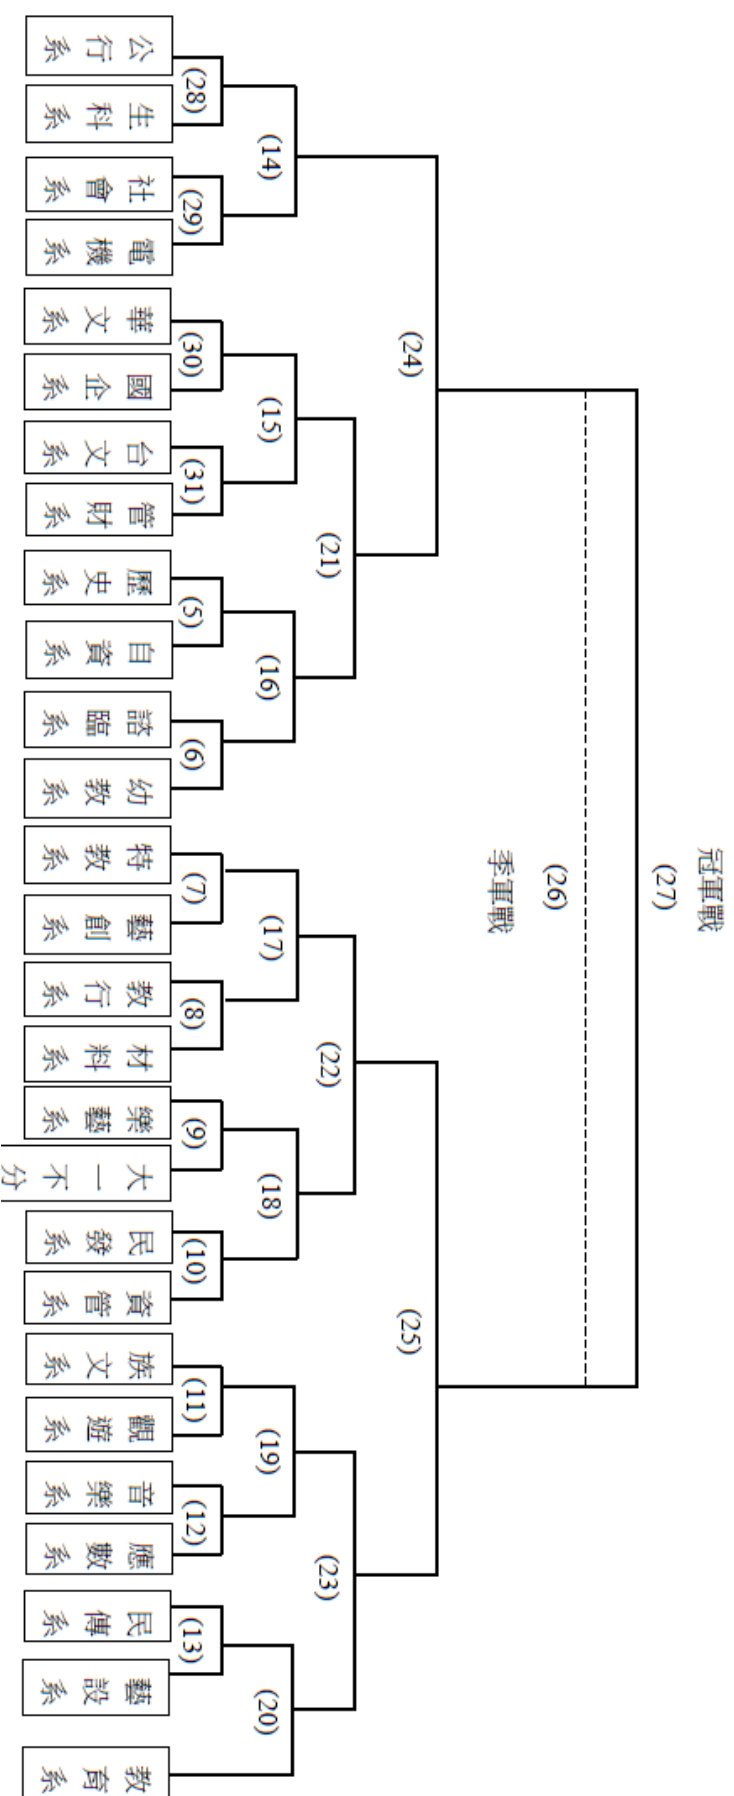 冠軍戰
(27)
(26)
季軍戰
(24)
(25)
(21)
(22)
(23)
(14)
(15)
(16)
(17)
(18)
(19)
(20)
(28)
(29)
(30)
(31)
(5)
(6)
(7)
(8)
(9)
(10)
(11)
(12)
(13)
公行系
生科系
社會系
電機系
華文系
國企系
台文系
管財系
歷史系
自資系
諮臨系
幼教系
特教系
藝創系
教行系
材料系
樂藝系
大一不分
民發系
資管系
族文系
觀遊系
音樂系
應數系
民傳系
藝設系
教育系